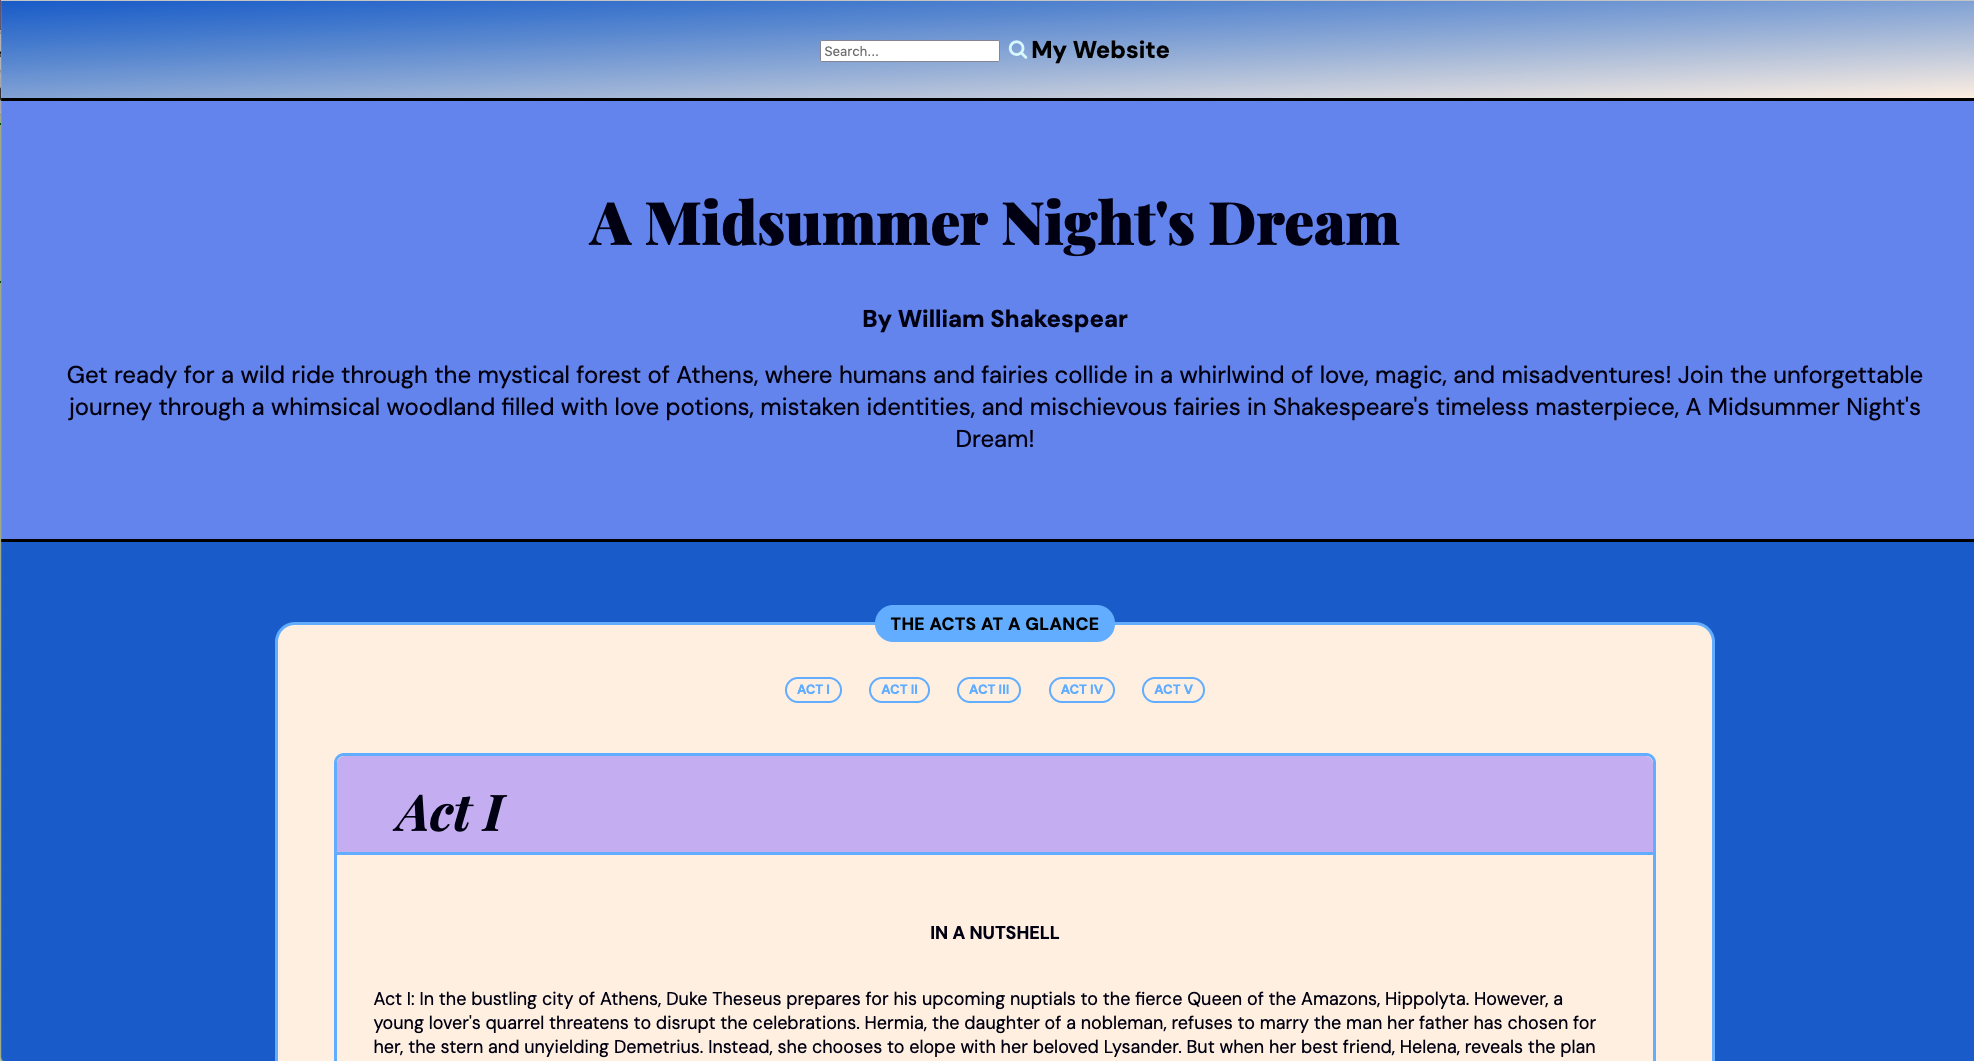 Search...
My Website
A Midsummer Night's Dream
By William Shakespear
Get ready for a wild ride through the mystical forest of Athens, where humans and fairies collide in a whirlwind of love, magic, and misadventures! Join the unforgettable
journey through a whimsical woodland filled with love potions, mistaken identities, and mischievous fairies in Shakespeare's timeless masterpiece, A Midsummer Night's
Dream!
THE ACTS AT A GLANCE
ACT I ACT II ACT III ACT IV ACT V
Act I
IN A NUTSHELL
Act I: In the bustling city of Athens, Duke Theseus prepares for his upcoming nuptials to the fierce Queen of the Amazons, Hippolyta. However, a
young lover's quarrel threatens to disrupt the celebrations. Hermia, the daughter of a nobleman, refuses to marry the man her father has chosen for
her, the stern and unyielding Demetrius. Instead, she chooses to elope with her beloved Lysander. But when her best friend, Helena, reveals the plan